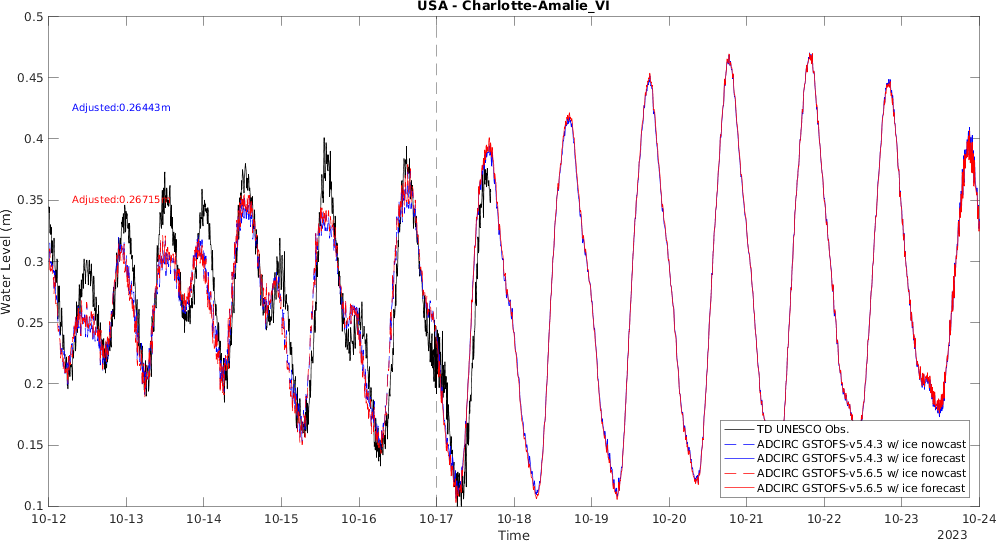 USA - Charlotte-Amalie_VI
0.5
0.45
0.4
0.35
0.3
0.25
0.2
0.15
0.1
Water Level (m)
Adjusted:0.26443m
Adjusted:0.26715m
TD UNESCO Obs.
ADCIRC GSTOFS-v5.4.3 w/ ice nowcast
ADCIRC GSTOFS-v5.4.3 w/ ice forecast
ADCIRC GSTOFS-v5.6.5 w/ ice nowcast
ADCIRC GSTOFS-v5.6.5 w/ ice forecast
10-12 10-13 10-14 10-15 10-16 10-17 10-18 10-19 10-20 10-21 10-22 10-23 10-24
Time
2023